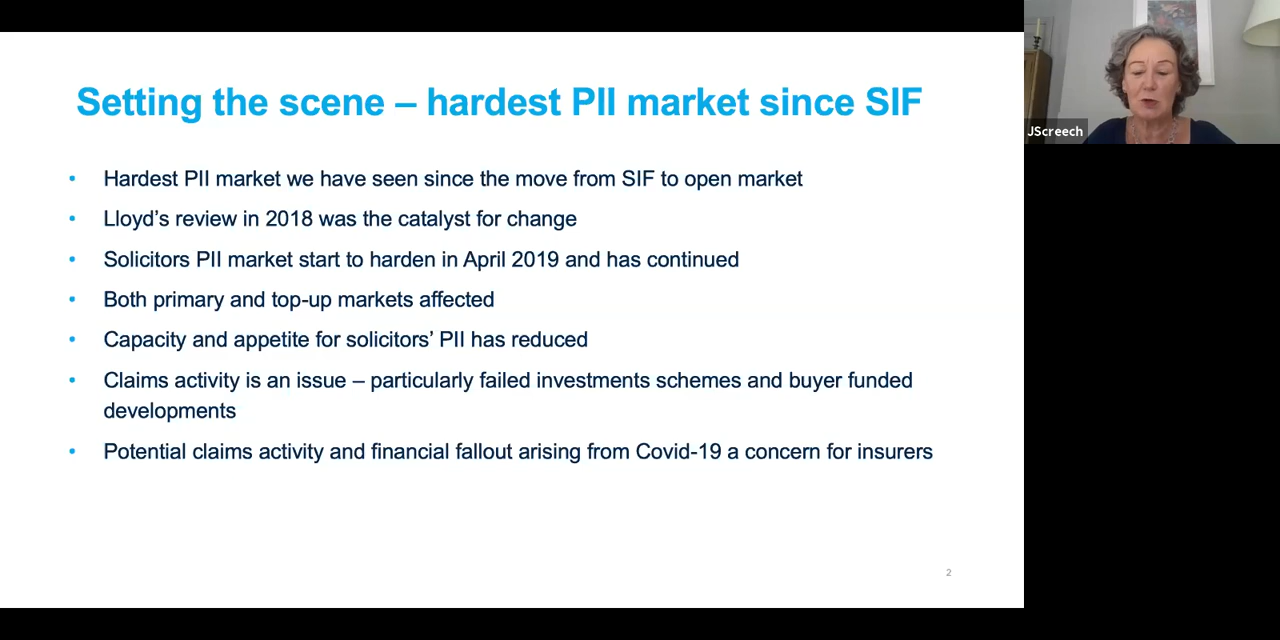 Setting the scene – hardest PII market since SIF
JScreech
• Hardest PII market we have seen since the move from SIF to open market
• Lloyd’s review in 2018 was the catalyst for change
• Solicitors PII market start to harden in April 2019 and has continued
• Both primary and top-up markets affected
• Capacity and appetite for solicitors’ PII has reduced
• Claims activity is an issue – particularly failed investments schemes and buyer funded
developments
• Potential claims activity and financial fallout arising from Covid-19 a concern for insurers
2